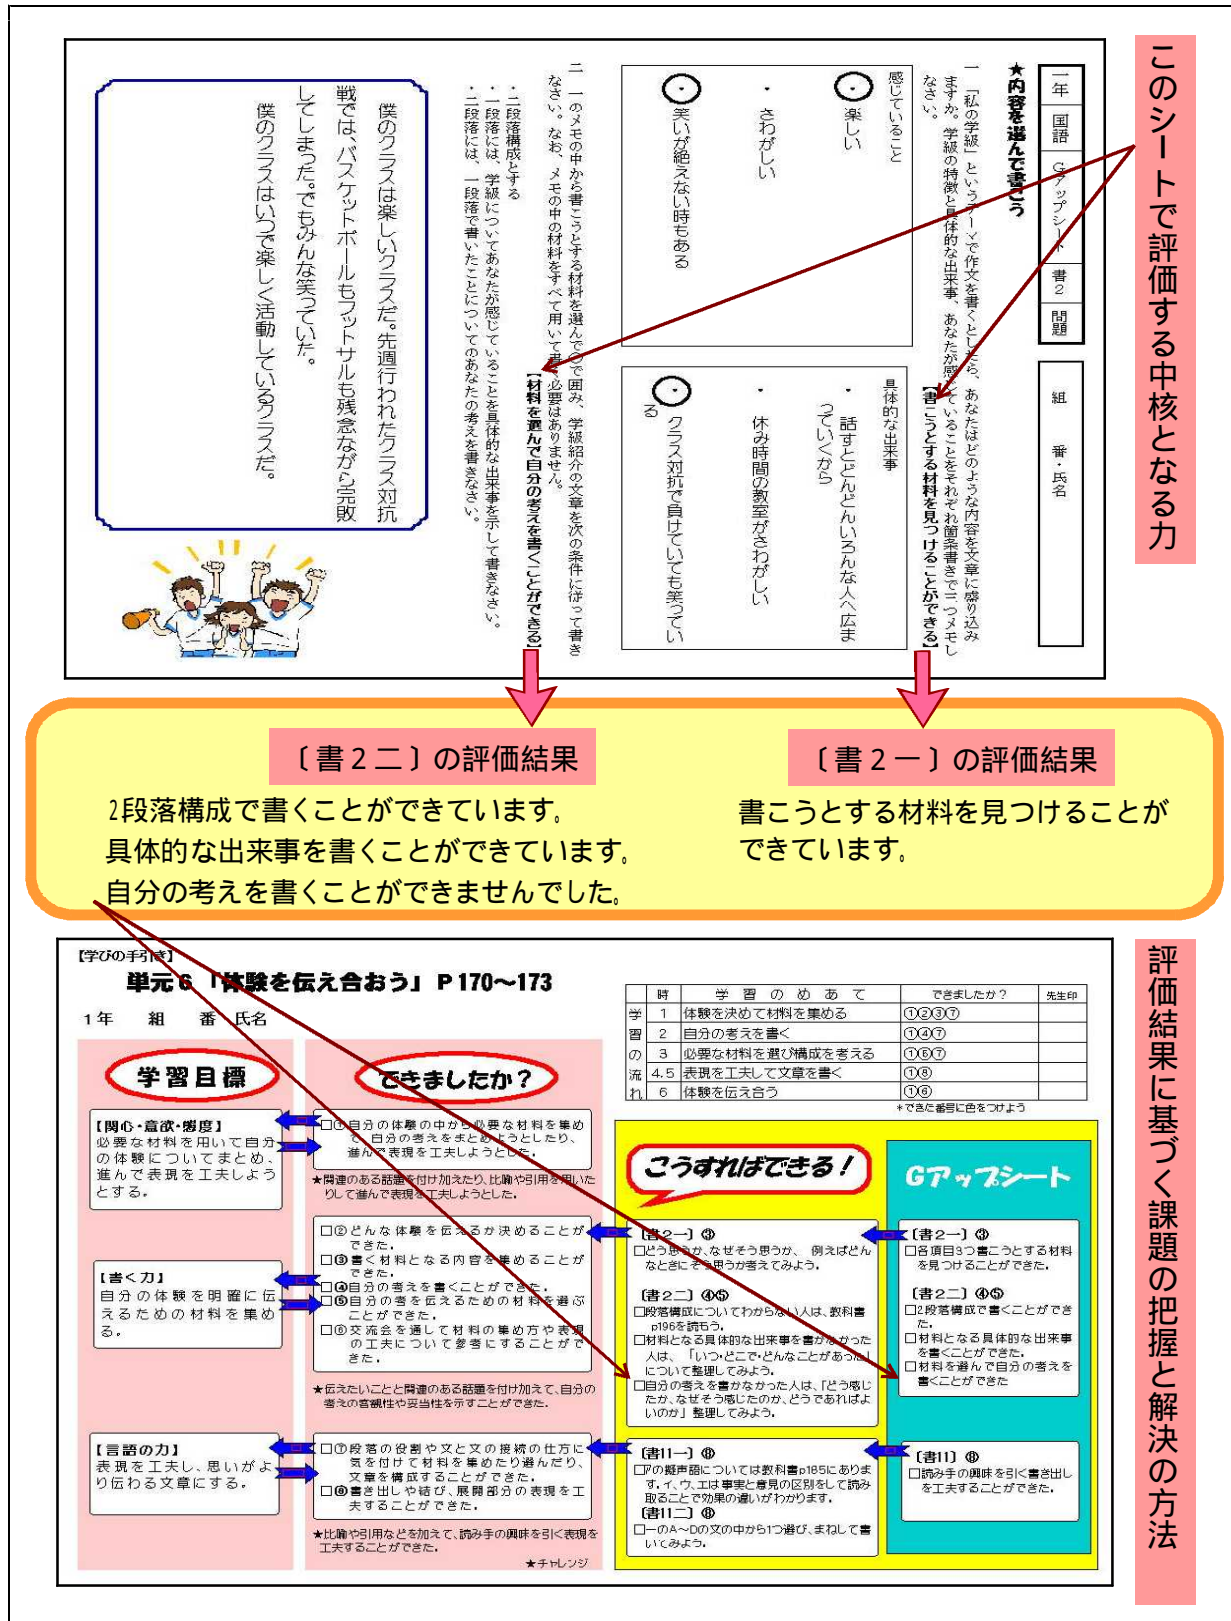 このシートで評価する中核となる力
一年 国語 Gアップシート 書2 問題
組 番・氏名
★内容を選んで書こう
一 「私の学級」というテーマで作文を書くとしたら、あなたはどのような内容を文章に盛り込み
ますか。学級の特徴と具体的な出来事、あなたが感じていることをそれぞれ箇条書きで三つメモし
なさい。
【書こうとする材料を見つけることができる】
感じていること
・楽しい
・さわがしい
・笑いが絶えない時もある
具体的な出来事
・話すとどんどんいろんな人へ広ま
っていくから
・休み時間の教室がさわがしい
・クラス対抗で負けていても笑ってい
る
二 一のメモの中から書こうとする材料を選んで○で囲み、学級紹介の文章を次の条件に従って書き
なさい。なお、メモの中の材料をすべて用いて書く必要はありません。
【材料を選んで自分の考えを書くことができる】
・二段落構成とする
・一段落には、学級についてあなたが感じていることを具体的な出来事を示して書きなさい。
・二段落には、一段落で書いたことについてのあなたの考えを書きなさい。
僕のクラスは楽しいクラスだ。先週行われたクラス対抗
戦では、バスケットボールもフットサルも残念ながら完敗
してしまった。でもみんな笑っていた。
僕のクラスはいつで楽しく活動しているクラスだ。
〔書2二〕の評価結果
2段落構成で書くことができています。
具体的な出来事を書くことができています。
自分の考えを書くことができませんでした。
〔書2一〕の評価結果
書こうとする材料を見つけることが
できています。
評価結果に基づく課題の把握と解決の方法
【学びの手引き】
単元6「体験を伝え合おう」P170〜173
1年 組 番 氏名
学習の流れ
時 学習のめあて できましたか? 先生印
1 体験を決めて材料を集める ①②③⑦
2 自分の考えを書く ①④⑦
3 必要な材料を選び構成を考える ①⑤⑦
4.5 表現を工夫して文章を書く ①⑧
6 体験を伝え合う ①⑥
*できた番号に色をつけよう
学習目標
できましたか?
【関心・意欲・態度】
必要な材料を用いて自分
の体験についてまとめ、
進んで表現を工夫しよう
とする。
□①自分の体験の中から必要な材料を集め
て、自分の考えをまとめようとしたり、
進んで表現を工夫しようとした。
★関連のある話題を付け加えたり、比喩や引用を用いた
りして進んで表現を工夫しようとした。
【書く力】
自分の体験を明確に伝
えるための材料を集め
る。
□②どんな体験を伝えるか決めることが
できた。
□③書く材料となる内容を集めることが
できた。
□④自分の考えを書くことができた。
□⑤自分の考を伝えるための材料を選ぶ
ことができた。
□⑥交流会を通して材料の集め方や表現
の工夫について参考にすることがで
きた。
★伝えたいことと関連のある話題を付け加えて、自分の
考えの客観性や妥当性を示すことができた。
【言語の力】
表現を工夫し、思いがよ
り伝わる文章にする。
□⑦段落の役割や文と文の接続の仕方に
気を付けて材料を集めたり選んだり、
文章を構成することができた。
□⑧書き出しや結び、展開部分の表現を工
夫することができた。
★比喩や引用などを加えて、読み手の興味を引く表現を
工夫することができた。
★チャレンジ
こうすればできる!
〔書2一〕③
□どう思うか、なぜそう思うか、例えばどん
なときにそう思うか考えてみよう。
〔書2二〕④⑤
□段落構成についてわからない人は、教科書
p196を読もう。
□材料となる具体的な出来事を書かなかった
人は、「いつ・どこで・どんなことがあった」
について整理してみよう。
□自分の考えを書かなかった人は、「どう感じ
たか、なぜそう感じたのか、どうであればよ
いのか」整理してみよう。
〔書11一〕⑧
□アの擬声語については教科書p185にありま
す。イ、ウ、エは事実と意見の区別をして読み
取ることで効果の違いがわかります。
〔書11二〕⑧
□一のA〜Dの文の中から1つ選び、まねして書
いてみよう。
Gアップシート
〔書2一〕③
□各項目3つ書こうとする材料
を見つけることができた。
〔書2二〕④⑤
□2段落構成で書くことができ
た。
□材料となる具体的な出来事
を書くことができた。
□材料を選んで自分の考えを
書くことができた
〔書11〕⑧
□読み手の興味を引く書き出し
を工夫することができた。